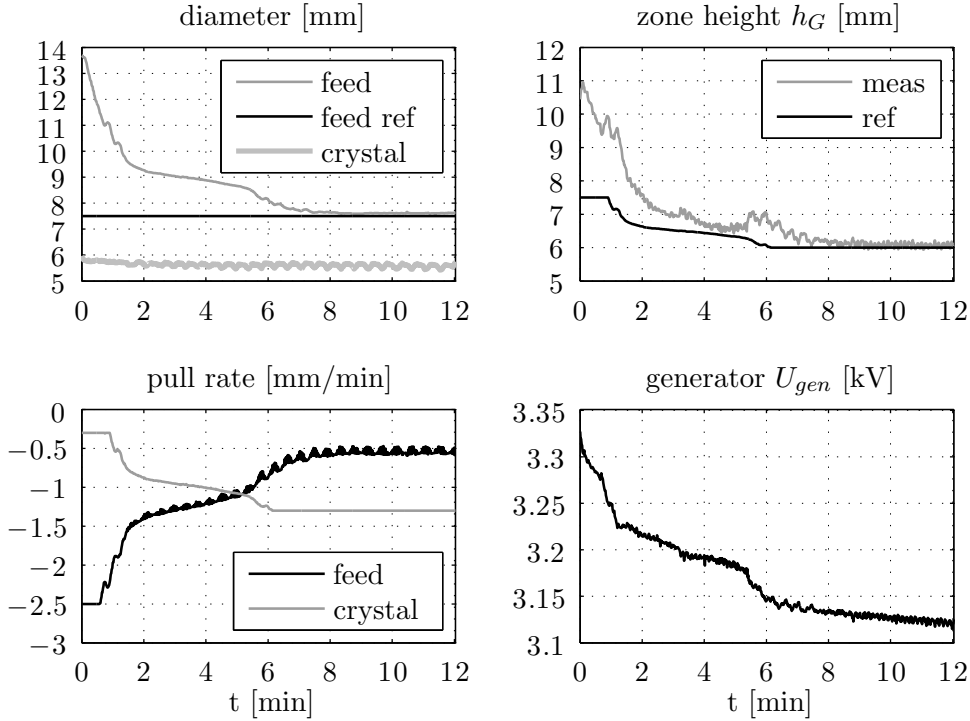 diameter [mm]
14
13
12
11
10
9
8
7
6
5
feed
feed ref
crystal
0 2 4 6 8 10 12
zone height h_G [mm]
12
11
10
9
8
7
6
5
meas
ref
0 2 4 6 8 10 12
pull rate [mm/min]
0
−0.5
−1
−1.5
−2
−2.5
−3
feed
crystal
0 2 4 6 8 10 12
t [min]
generator U_gen [kV]
3.35
3.3
3.25
3.2
3.15
3.1
0 2 4 6 8 10 12
t [min]